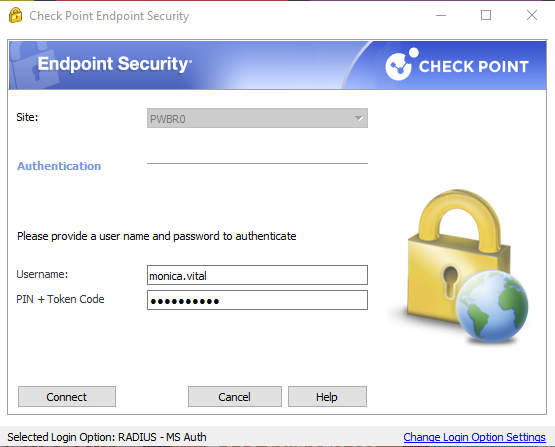 Check Point Endpoint Security
Endpoint Security®
CHECK POINT
Site:
PWBR0
Authentication
Please provide a user name and password to authenticate
Username:
monica.vital
PIN + Token Code
••••••••••
Connect
Cancel
Help
Selected Login Option: RADIUS - MS Auth
Change Login Option Settings